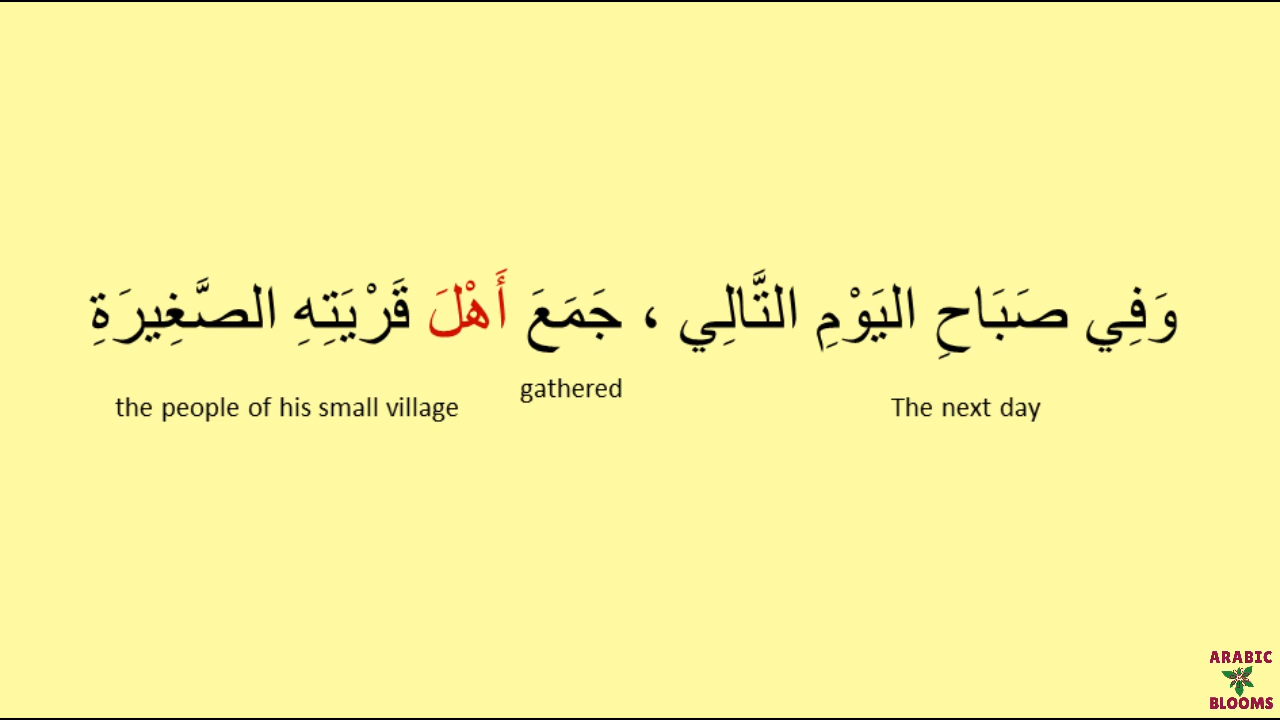 وَفِي صَبَاحِ اليَوْمِ التَّالِي ، جَمَعَ أَهْلَ قَرْيَتِهِ الصَّغِيرَةِ
The next day
gathered
the people of his small village
ARABIC
BLOOMS